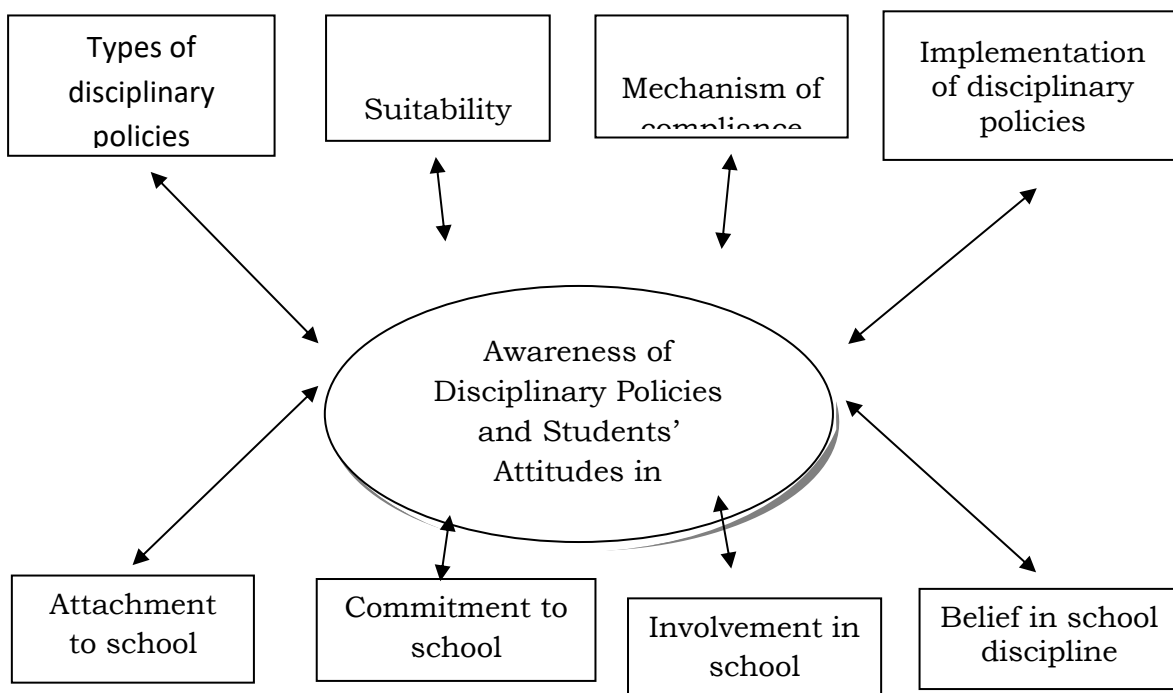 Types of
disciplinary
policies
Suitability
Mechanism of
compliance
Implementation
of disciplinary
policies
Awareness of
Disciplinary Policies
and Students’
Attitudes in
Attachment
to school
Commitment to
school
Involvement in
school
Belief in school
discipline